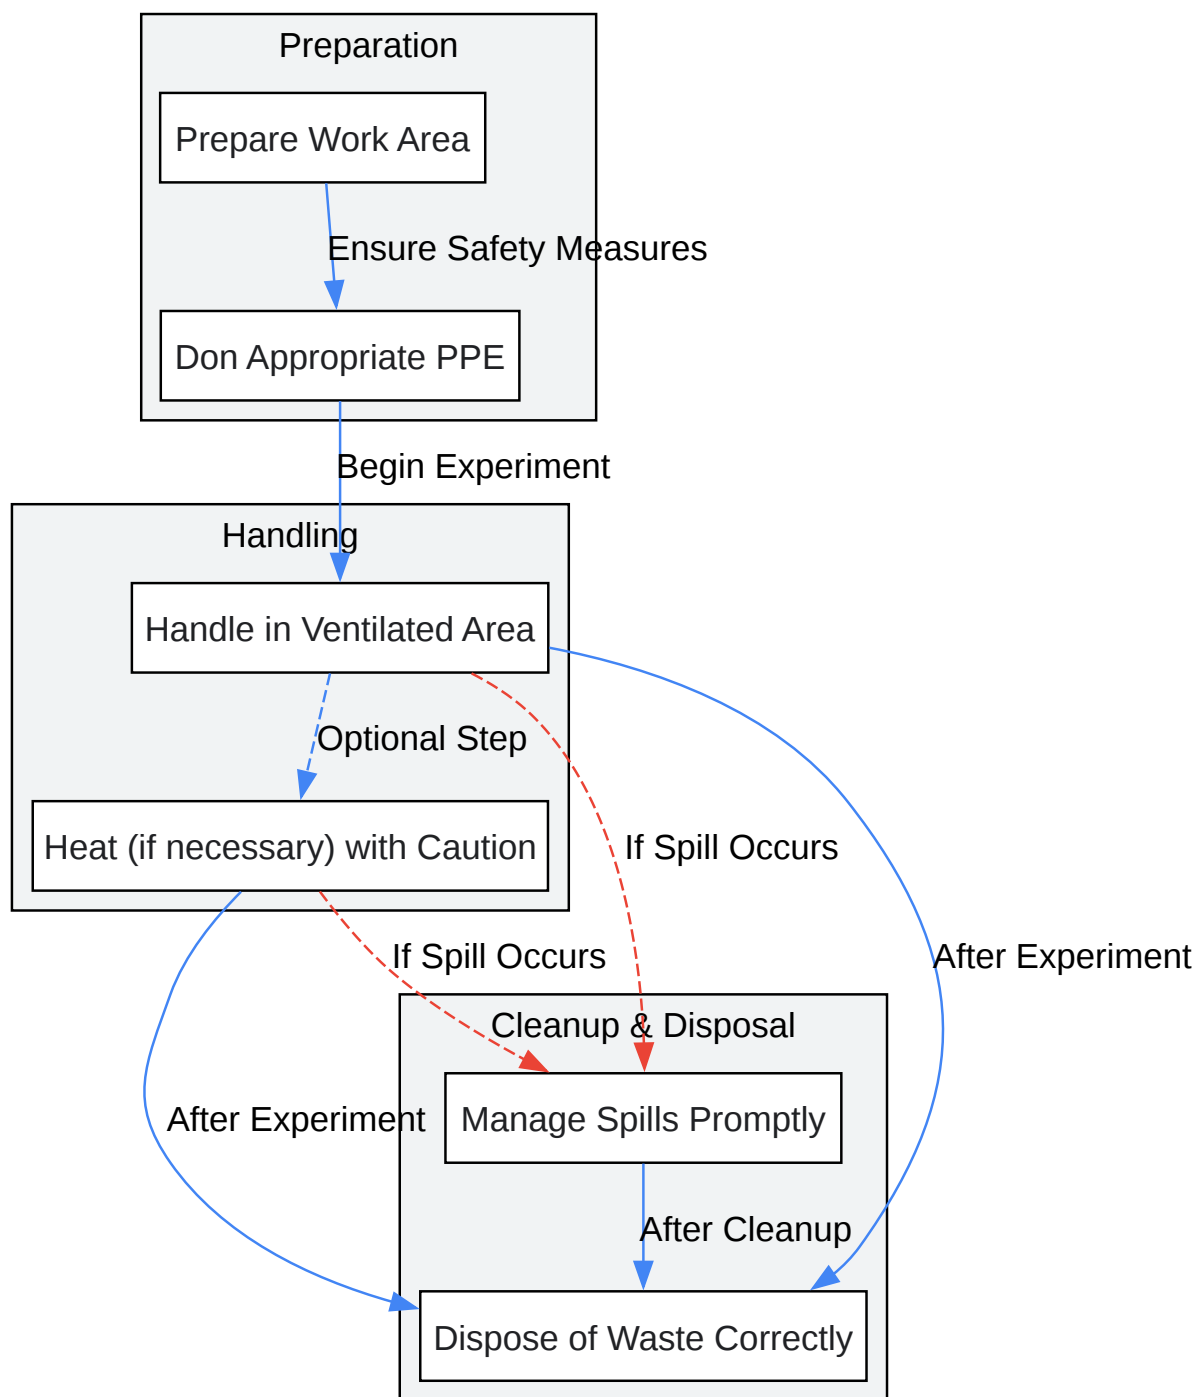 Preparation
Prepare Work Area
Ensure Safety Measures
Don Appropriate PPE
Begin Experiment
Handling
Handle in Ventilated Area
Optional Step
Heat (if necessary) with Caution
If Spill Occurs
If Spill Occurs
After Experiment
Cleanup & Disposal
After Experiment
Manage Spills Promptly
After Cleanup
Dispose of Waste Correctly